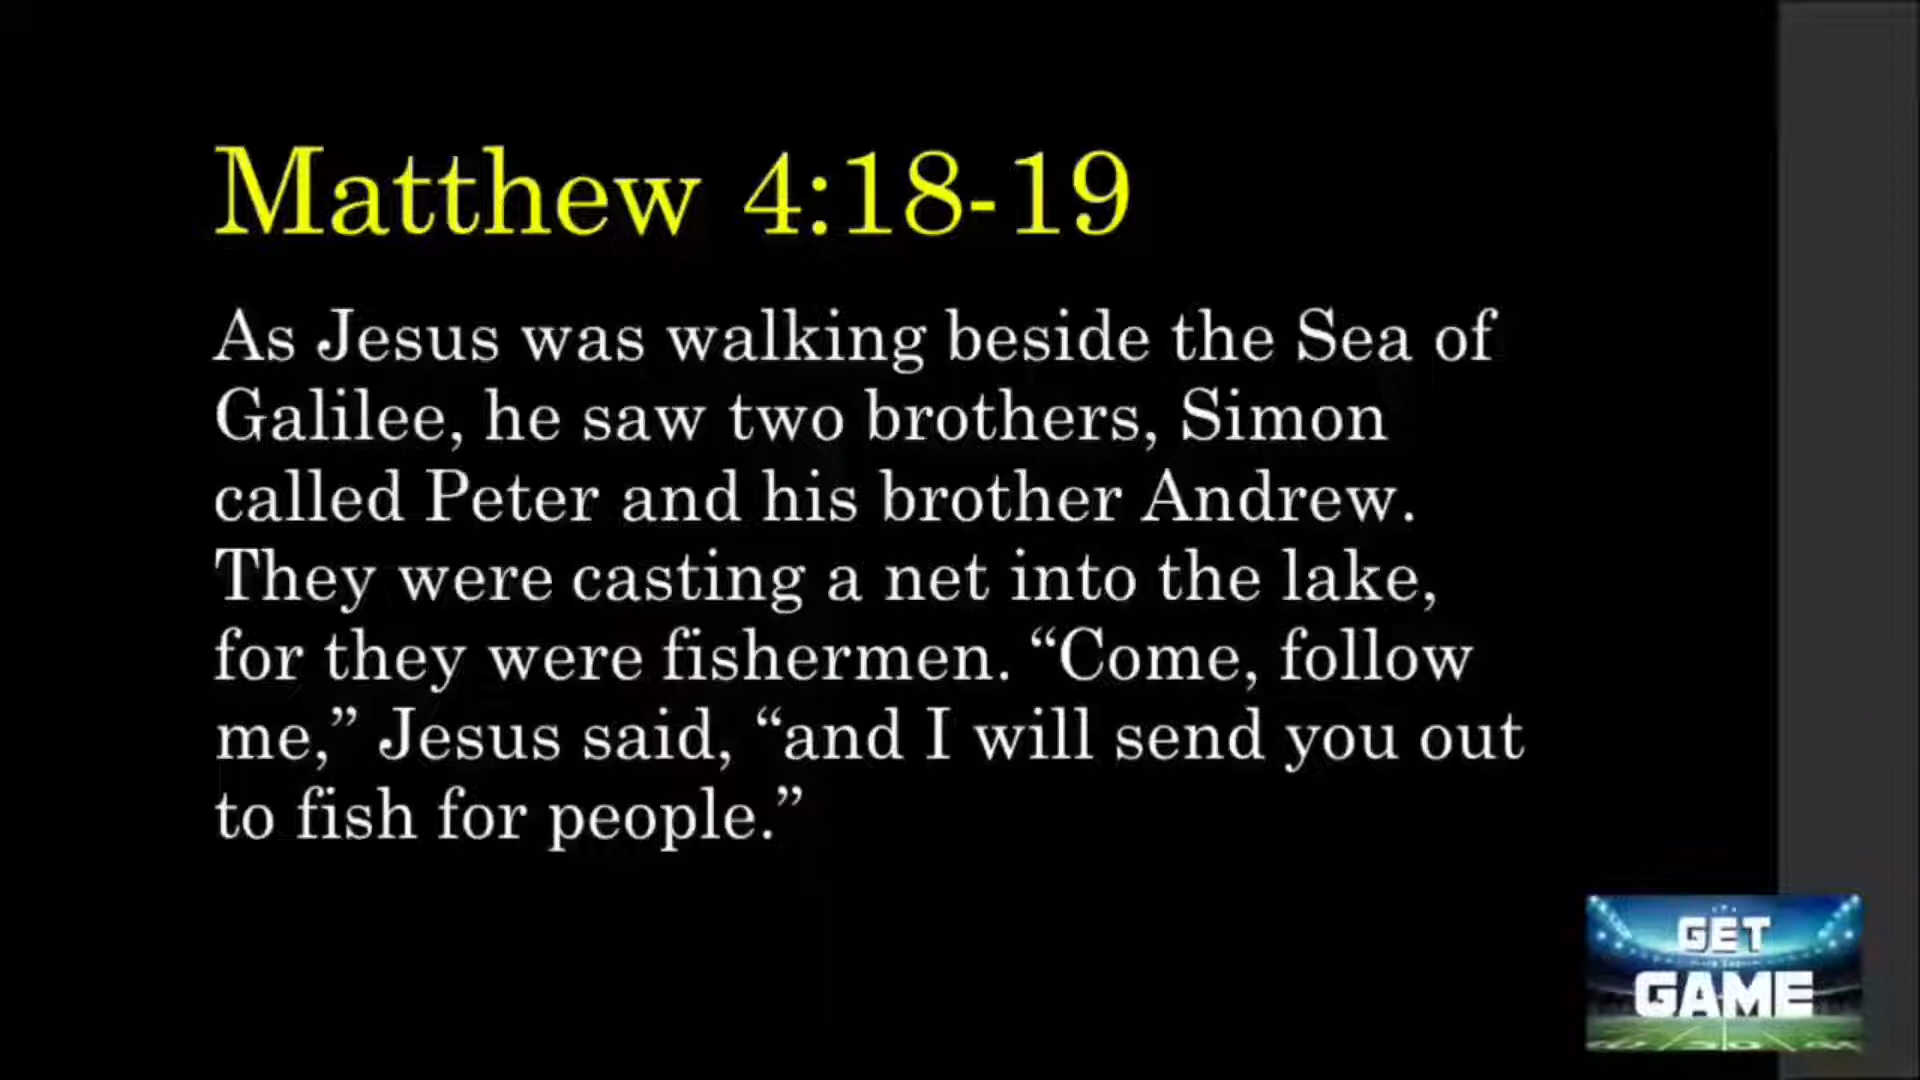 Matthew 4:18-19
As Jesus was walking beside the Sea of
Galilee, he saw two brothers, Simon
called Peter and his brother Andrew.
They were casting a net into the lake,
for they were fishermen. “Come, follow
me,” Jesus said, “and I will send you out
to fish for people.”
GET
GAME